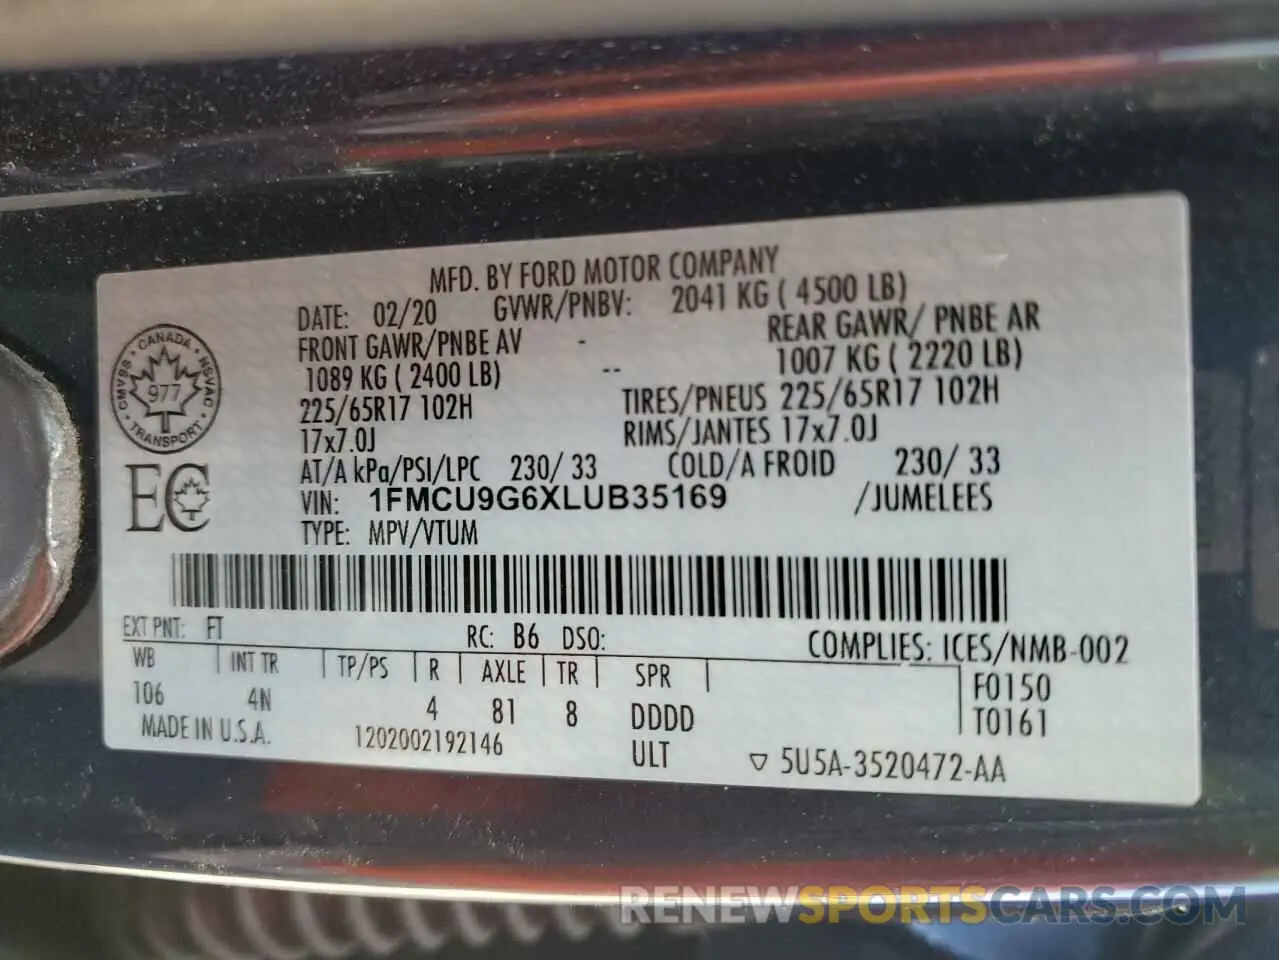 MFD. BY FORD MOTOR COMPANY
DATE: 02/20 GVWR/PNBV: 2041 KG ( 4500 LB)
FRONT GAWR/PNBE AV - REAR GAWR/ PNBE AR
1089 KG ( 2400 LB) -- 1007 KG ( 2220 LB)
225/65R17 102H TIRES/PNEUS 225/65R17 102H
17x7.0J RIMS/JANTES 17x7.0J
AT/A kPa/PSI/LPC 230/ 33 COLD/A FROID 230/ 33
VIN: 1FMCU9G6XLUB35169 /JUMELEES
TYPE: MPV/VTUM
CANADA
CMVSS NSVAC
977
TRANSPORT
EC
EXT PNT: FT RC: B6 DSO: COMPLIES: ICES/NMB-002
WB INT TR TP/PS R AXLE TR SPR F0150
106 4N 4 81 8 DDDD T0161
MADE IN U.S.A. 1202002192146 ULT ▽ 5U5A-3520472-AA
RENEWSPORTSCARS.COM